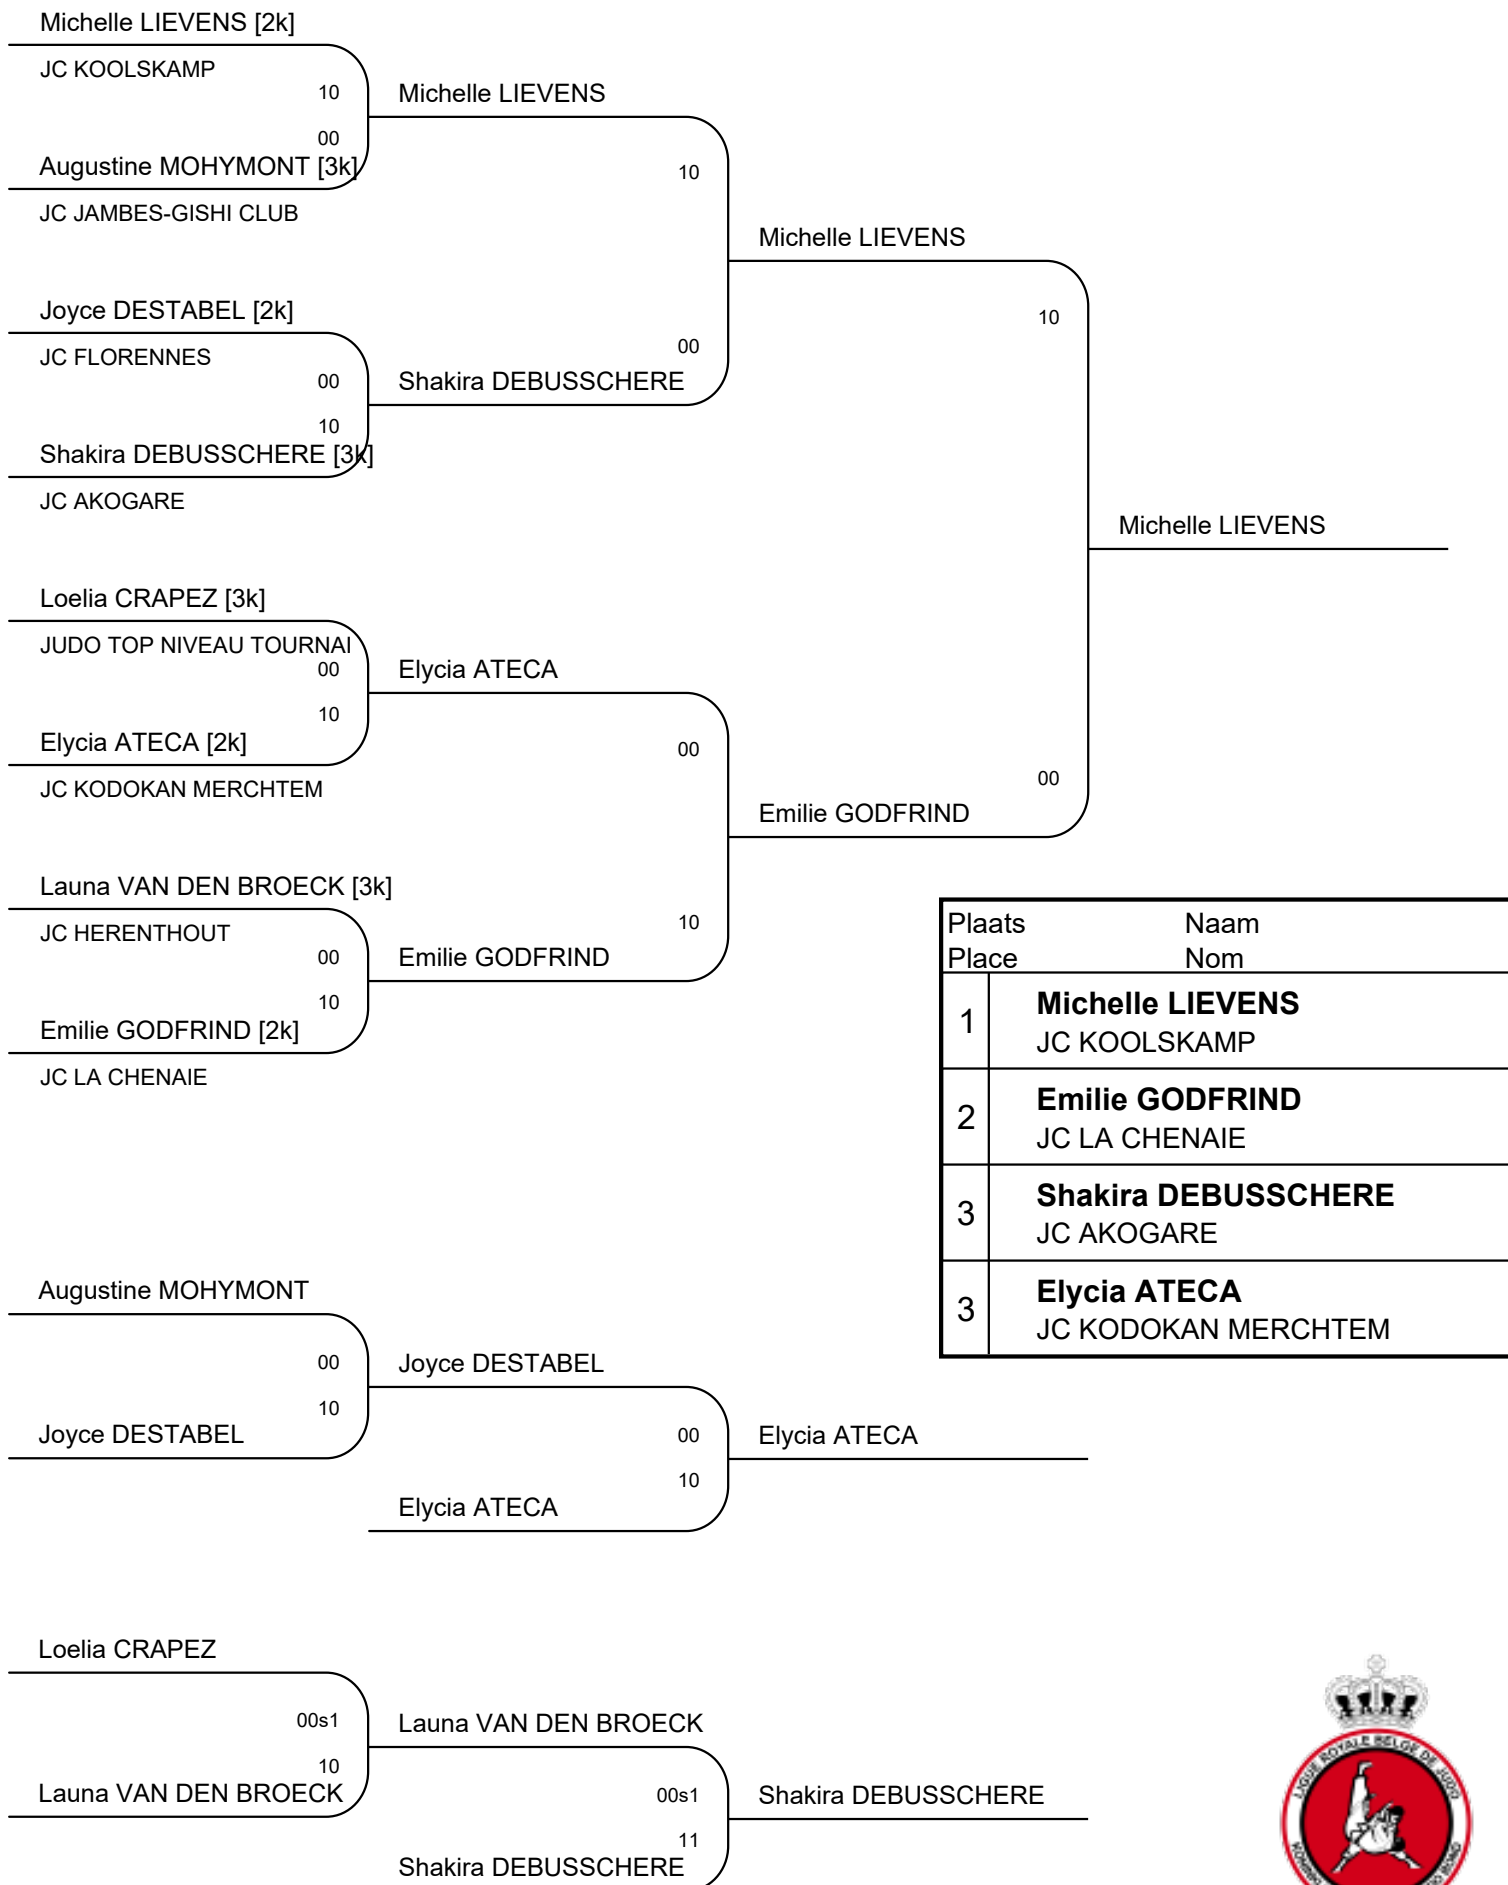 Michelle LIEVENS [2k]
JC KOOLSKAMP
10
Michelle LIEVENS
00
Augustine MOHYMONT [3k]
10
JC JAMBES-GISHI CLUB
Michelle LIEVENS
Joyce DESTABEL [2k]
10
JC FLORENNES
00
00
Shakira DEBUSSCHERE
10
Shakira DEBUSSCHERE [3k]
JC AKOGARE
Michelle LIEVENS
Loelia CRAPEZ [3k]
JUDO TOP NIVEAU TOURNAI
00
Elycia ATECA
10
Elycia ATECA [2k]
00
JC KODOKAN MERCHTEM
00
Emilie GODFRIND
Launa VAN DEN BROECK [3k]
10
JC HERENTHOUT
00
Emilie GODFRIND
10
Emilie GODFRIND [2k]
JC LA CHENAIE
Plaats Naam
Place Nom
1 Michelle LIEVENS
JC KOOLSKAMP
2 Emilie GODFRIND
JC LA CHENAIE
3 Shakira DEBUSSCHERE
JC AKOGARE
3 Elycia ATECA
JC KODOKAN MERCHTEM
Augustine MOHYMONT
00
Joyce DESTABEL
10
Joyce DESTABEL
00
Elycia ATECA
10
Elycia ATECA
Loelia CRAPEZ
00s1
Launa VAN DEN BROECK
10
Launa VAN DEN BROECK
00s1
Shakira DEBUSSCHERE
11
Shakira DEBUSSCHERE
LIGUE ROYALE BELGE DE JUDO